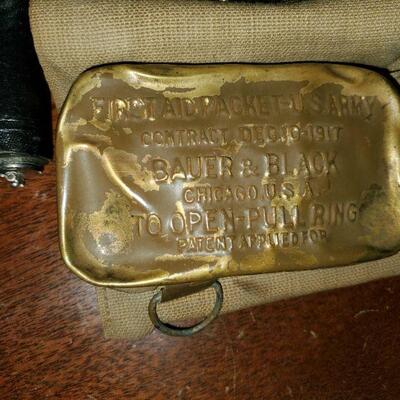 FIRST AID PACKET-U.S.ARMY
CONTRACT DEC.10-1917
BAUER & BLACK
CHICAGO, U.S.A.
TO OPEN-PULL RING
PATENT APPLIED FOR